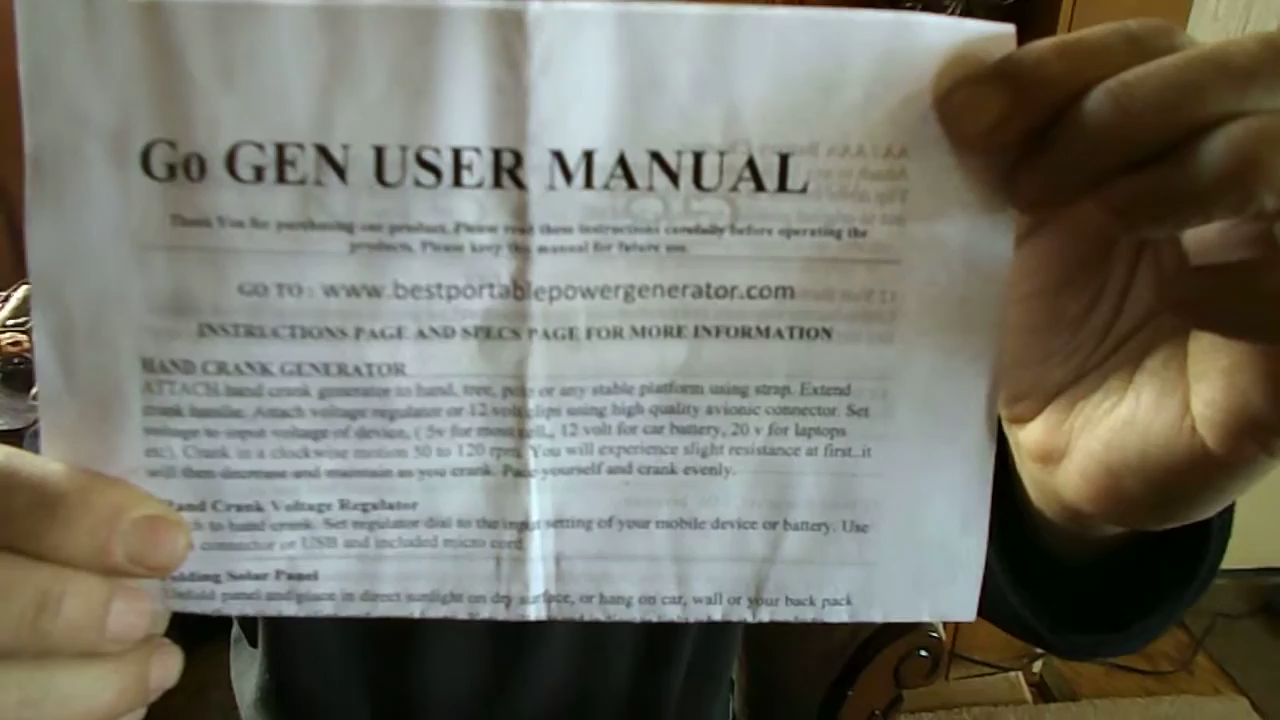 Go GEN USER MANUAL
Thank You for purchasing our product. Please read these instructions carefully before operating the
products. Please keep this manual for future use.
GO TO : www.bestportablepowergenerator.com
INSTRUCTIONS PAGE AND SPECS PAGE FOR MORE INFORMATION
HAND CRANK GENERATOR
ATTACH hand crank generator to hand, tree, pole or any stable platform using strap. Extend
crank handle. Attach voltage regulator or 12 volt clips using high quality avionic connector. Set
voltage to input voltage of device, ( 5v for most cell, 12 volt for car battery, 20 v for laptops
etc). Crank in a clockwise motion 50 to 120 rpm. You will experience slight resistance at first..it
will then decrease and maintain as you crank. Pace yourself and crank evenly.
Hand Crank Voltage Regulator
to hand crank. Set regulator dial to the input setting of your mobile device or battery. Use
connector or USB and included micro cord
Folding Solar Panel
panel and place in direct sunlight on dry surface, or hang on car, wall or your back pack